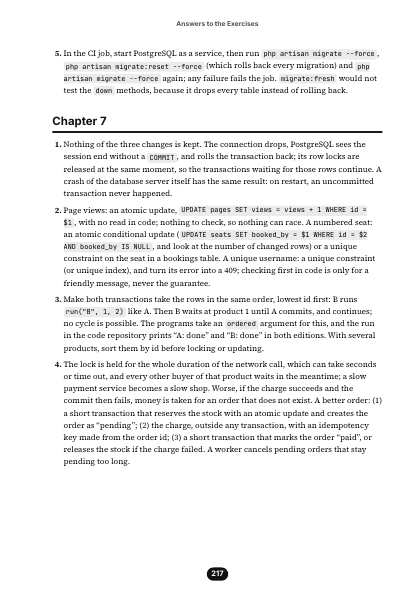 Answers to the Exercises
5. In the CI job, start PostgreSQL as a service, then run php artisan migrate --force,
php artisan migrate:reset --force (which rolls back every migration) and php
artisan migrate --force again; any failure fails the job. migrate:fresh would not
test the down methods, because it drops every table instead of rolling back.
Chapter 7
1. Nothing of the three changes is kept. The connection drops, PostgreSQL sees the
session end without a COMMIT, and rolls the transaction back; its row locks are
released at the same moment, so the transactions waiting for those rows continue. A
crash of the database server itself has the same result: on restart, an uncommitted
transaction never happened.
2. Page views: an atomic update, UPDATE pages SET views = views + 1 WHERE id =
$1, with no read in code; nothing to check, so nothing can race. A numbered seat:
an atomic conditional update (UPDATE seats SET booked_by = $1 WHERE id = $2
AND booked_by IS NULL, and look at the number of changed rows) or a unique
constraint on the seat in a bookings table. A unique username: a unique constraint
(or unique index), and turn its error into a 409; checking first in code is only for a
friendly message, never the guarantee.
3. Make both transactions take the rows in the same order, lowest id first: B runs
run("B", 1, 2) like A. Then B waits at product 1 until A commits, and continues;
no cycle is possible. The programs take an ordered argument for this, and the run
in the code repository prints “A: done” and “B: done” in both editions. With several
products, sort them by id before locking or updating.
4. The lock is held for the whole duration of the network call, which can take seconds
or time out, and every other buyer of that product waits in the meantime; a slow
payment service becomes a slow shop. Worse, if the charge succeeds and the
commit then fails, money is taken for an order that does not exist. A better order: (1)
a short transaction that reserves the stock with an atomic update and creates the
order as “pending”; (2) the charge, outside any transaction, with an idempotency
key made from the order id; (3) a short transaction that marks the order “paid”, or
releases the stock if the charge failed. A worker cancels pending orders that stay
pending too long.
217